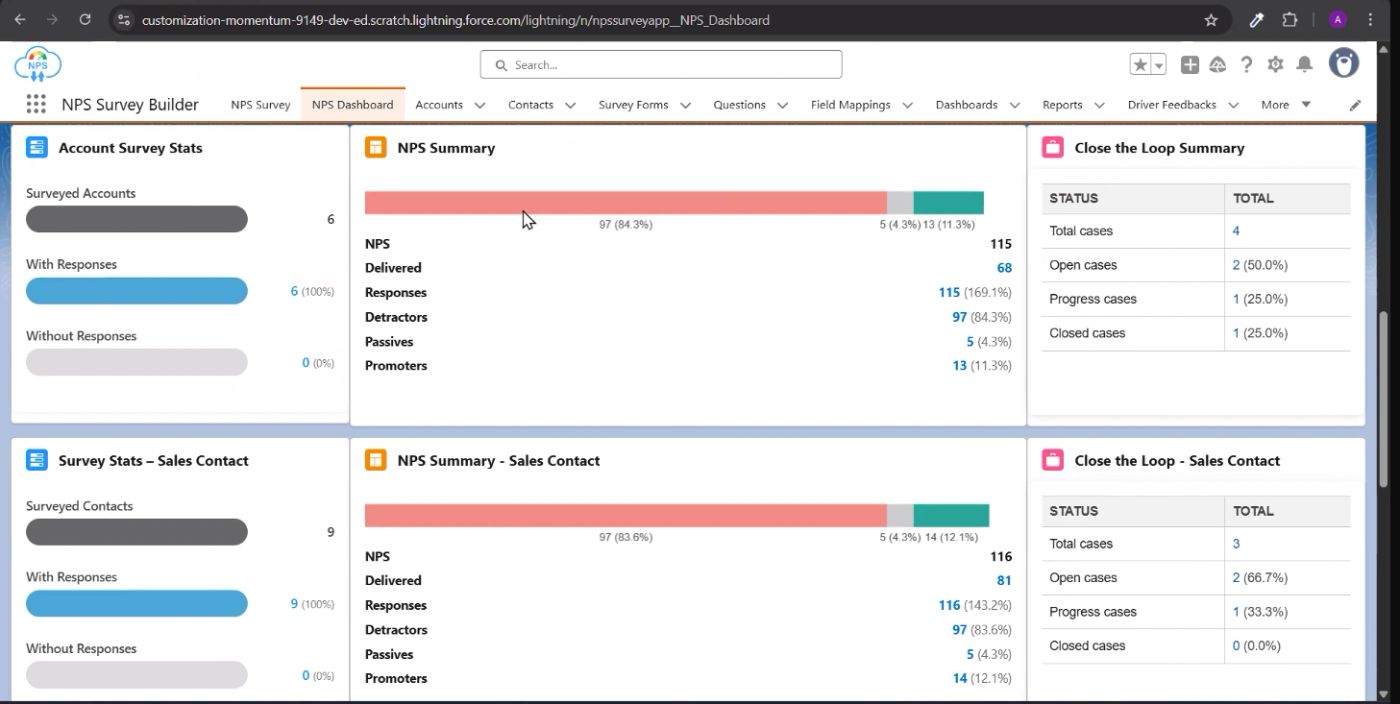 customization-momentum-9149-dev-ed.scratch.lightning.force.com/lightning/n/npssurveyapp__NPS_Dashboard
A
NPS
Search...
NPS Survey Builder
NPS Survey
NPS Dashboard
Accounts
Contacts
Survey Forms
Questions
Field Mappings
Dashboards
Reports
Driver Feedbacks
More
Account Survey Stats
Surveyed Accounts
6
With Responses
6 (100%)
Without Responses
0 (0%)
NPS Summary
97 (84.3%) 5 (4.3%) 13 (11.3%)
NPS 115
Delivered 68
Responses 115 (169.1%)
Detractors 97 (84.3%)
Passives 5 (4.3%)
Promoters 13 (11.3%)
Close the Loop Summary
STATUS TOTAL
Total cases 4
Open cases 2 (50.0%)
Progress cases 1 (25.0%)
Closed cases 1 (25.0%)
Survey Stats – Sales Contact
Surveyed Contacts
9
With Responses
9 (100%)
Without Responses
0 (0%)
NPS Summary - Sales Contact
97 (83.6%) 5 (4.3%) 14 (12.1%)
NPS 116
Delivered 81
Responses 116 (143.2%)
Detractors 97 (83.6%)
Passives 5 (4.3%)
Promoters 14 (12.1%)
Close the Loop - Sales Contact
STATUS TOTAL
Total cases 3
Open cases 2 (66.7%)
Progress cases 1 (33.3%)
Closed cases 0 (0.0%)